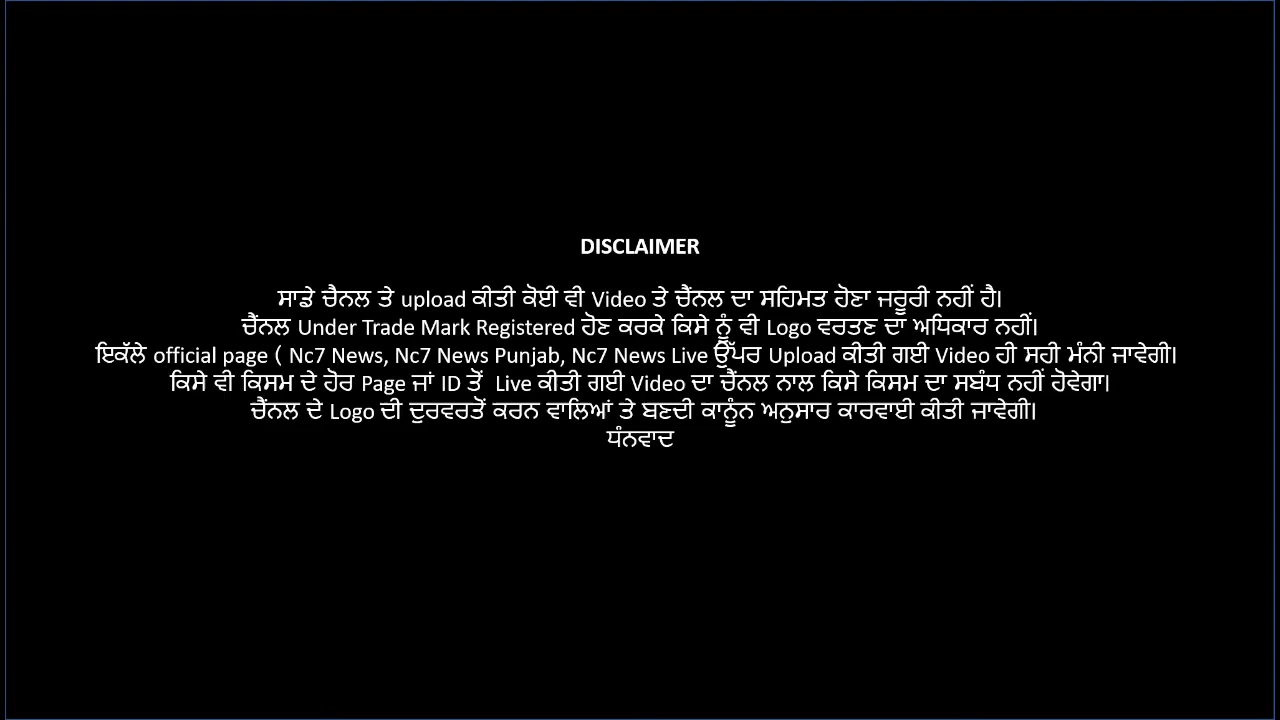 DISCLAIMER
ਸਾਡੇ ਚੈਨਲ ਤੇ upload ਕੀਤੀ ਕੋਈ ਵੀ Video ਤੇ ਚੈੱਨਲ ਦਾ ਸਹਿਮਤ ਹੋਣਾ ਜਰੂਰੀ ਨਹੀਂ ਹੈ।
ਚੈੱਨਲ Under Trade Mark Registered ਹੋਣ ਕਰਕੇ ਕਿਸੇ ਨੂੰ ਵੀ Logo ਵਰਤਣ ਦਾ ਅਧਿਕਾਰ ਨਹੀਂ।
ਇਕੱਲੇ official page ( Nc7 News, Nc7 News Punjab, Nc7 News Live ਉੱਪਰ Upload ਕੀਤੀ ਗਈ Video ਹੀ ਸਹੀ ਮੰਨੀ ਜਾਵੇਗੀ।
ਕਿਸੇ ਵੀ ਕਿਸਮ ਦੇ ਹੋਰ Page ਜਾਂ ID ਤੋਂ Live ਕੀਤੀ ਗਈ Video ਦਾ ਚੈੱਨਲ ਨਾਲ ਕਿਸੇ ਕਿਸਮ ਦਾ ਸਬੰਧ ਨਹੀਂ ਹੋਵੇਗਾ।
ਚੈੱਨਲ ਦੇ Logo ਦੀ ਦੁਰਵਰਤੋਂ ਕਰਨ ਵਾਲਿਆਂ ਤੇ ਬਣਦੀ ਕਾਨੂੰਨ ਅਨੁਸਾਰ ਕਾਰਵਾਈ ਕੀਤੀ ਜਾਵੇਗੀ।
ਧੰਨਵਾਦ